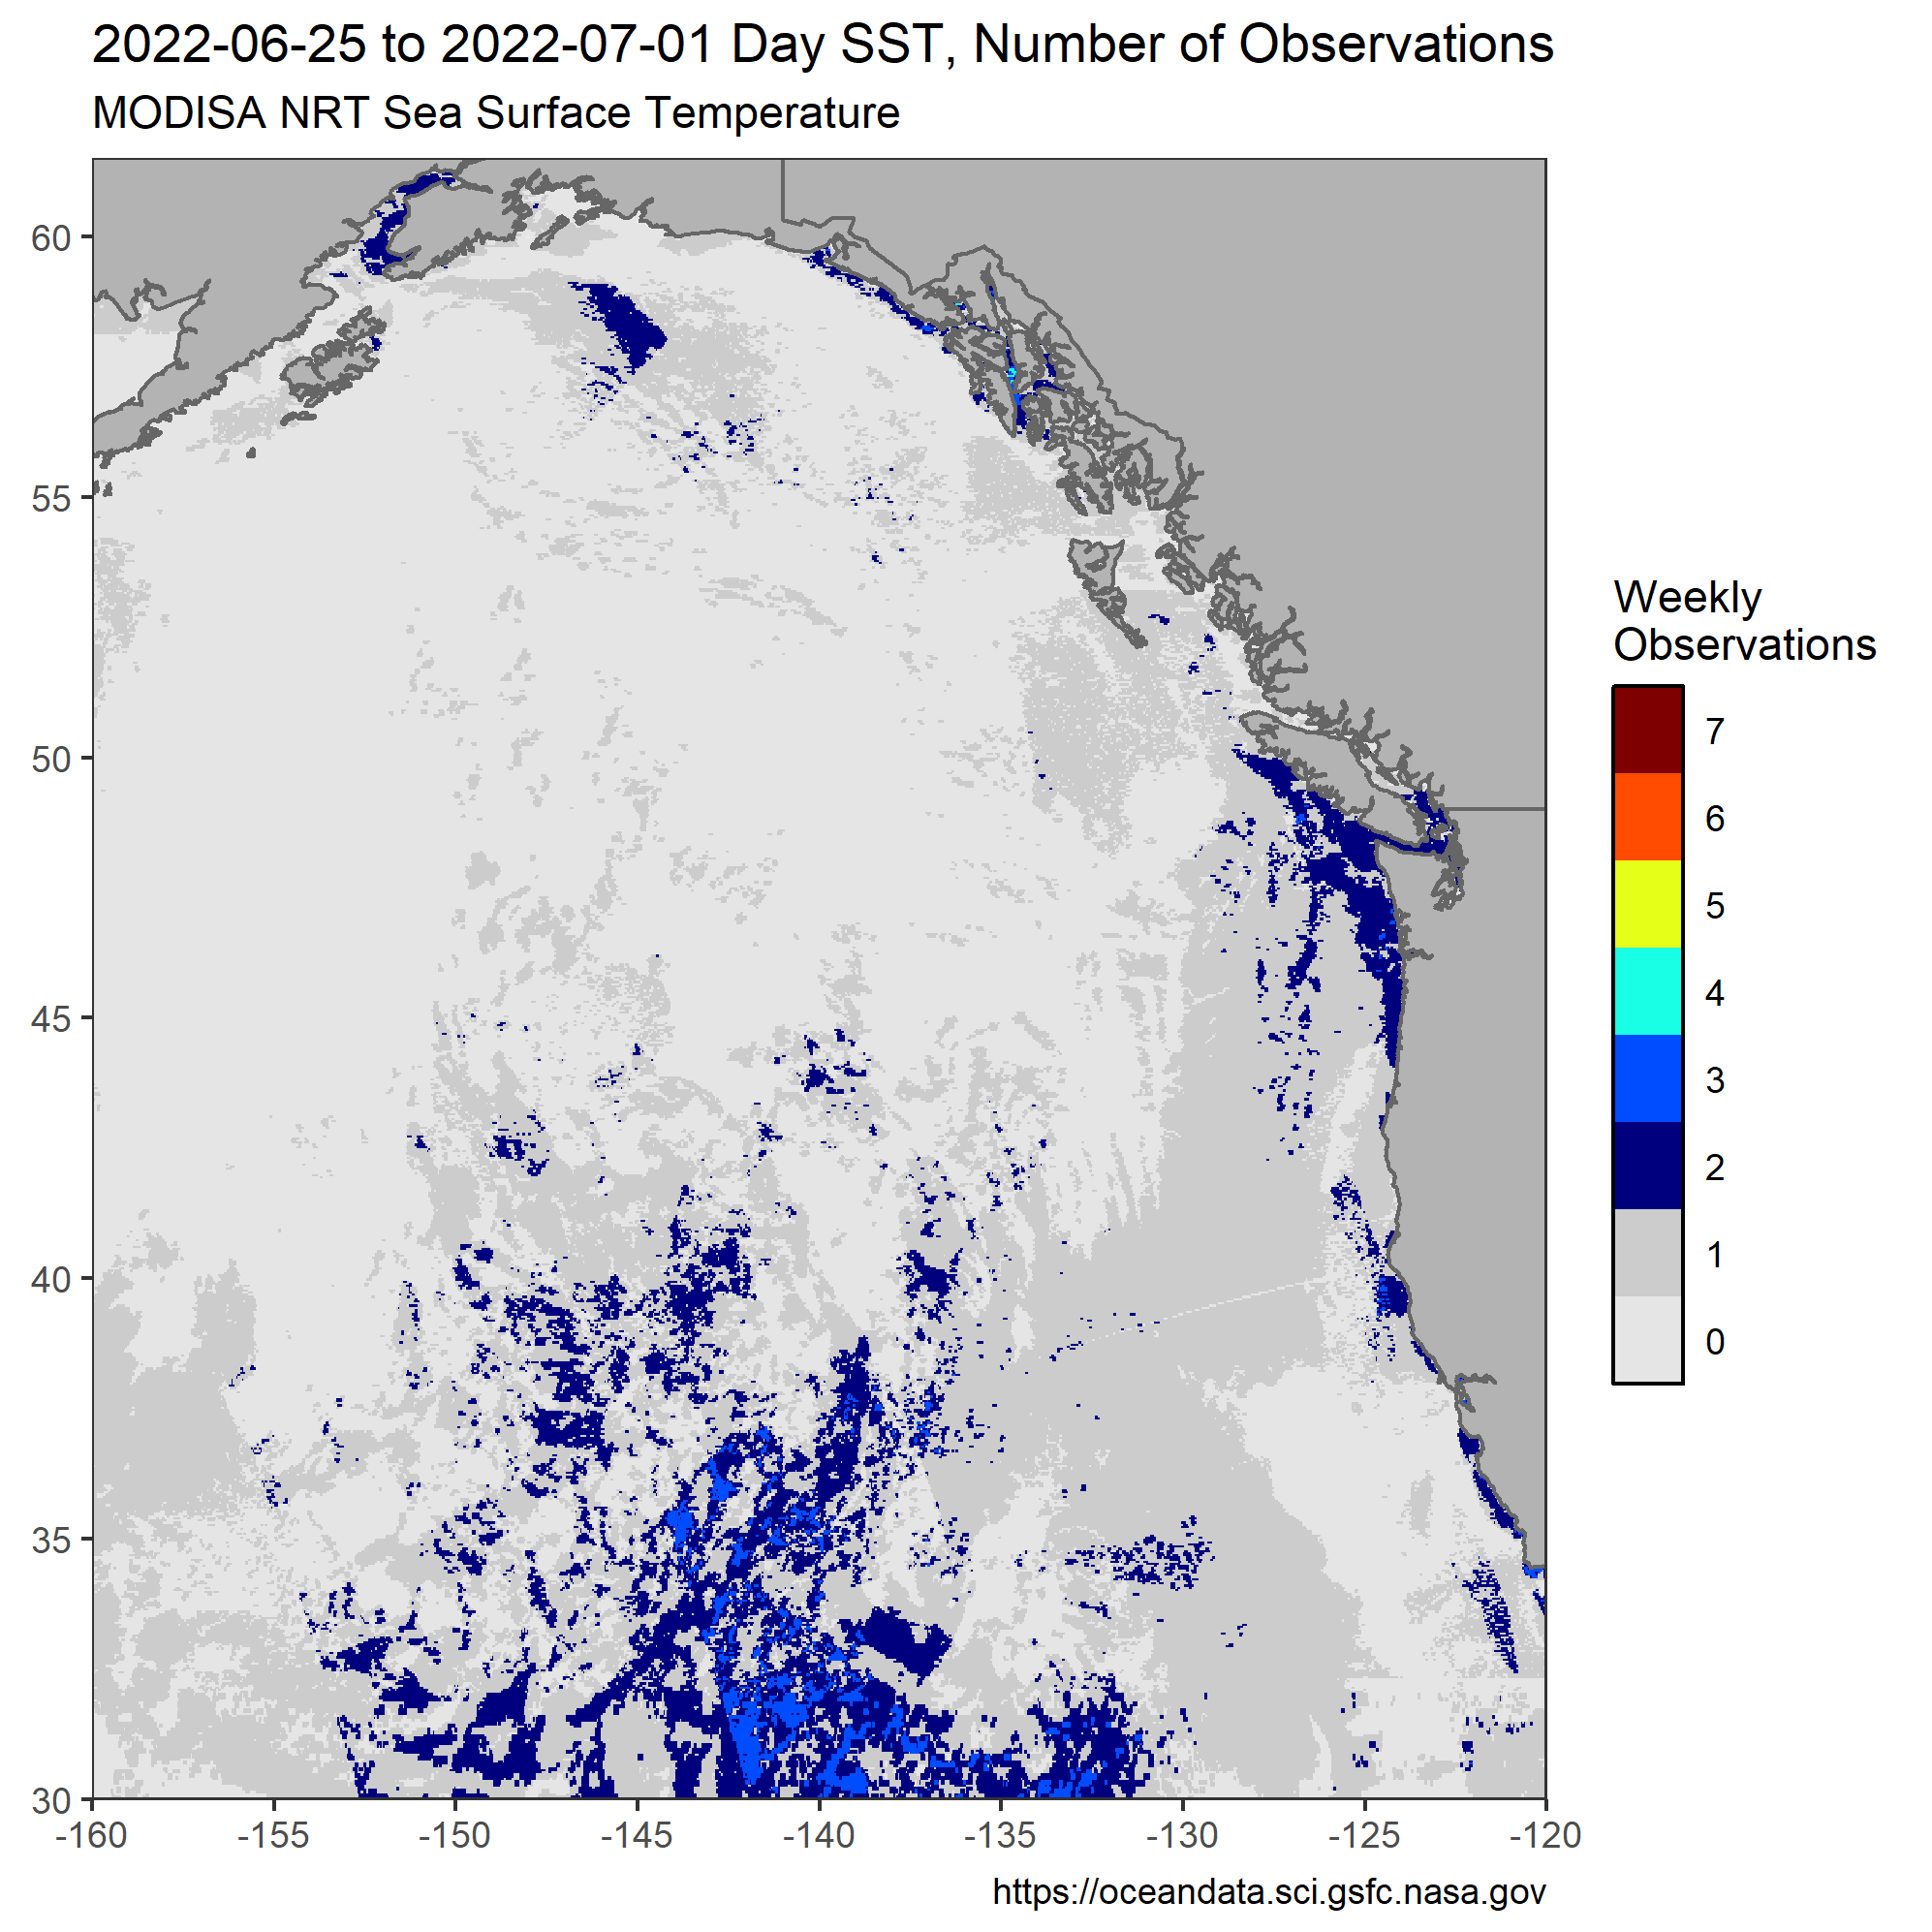 2022-06-25 to 2022-07-01 Day SST, Number of Observations
MODISA NRT Sea Surface Temperature
60
55
50
45
40
35
30
-160 -155 -150 -145 -140 -135 -130 -125 -120
Weekly
Observations
7
6
5
4
3
2
1
0
https://oceandata.sci.gsfc.nasa.gov